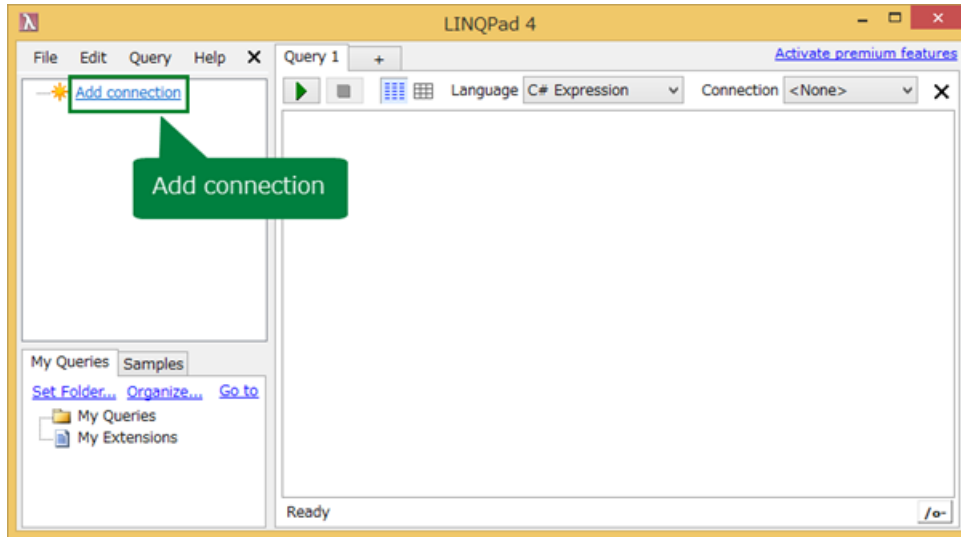 LINQPad 4
File Edit Query Help X
Query 1 +
Activate premium features
Add connection
Language C# Expression Connection <None>
Add connection
My Queries Samples
Set Folder... Organize... Go to
My Queries
My Extensions
Ready
/o-